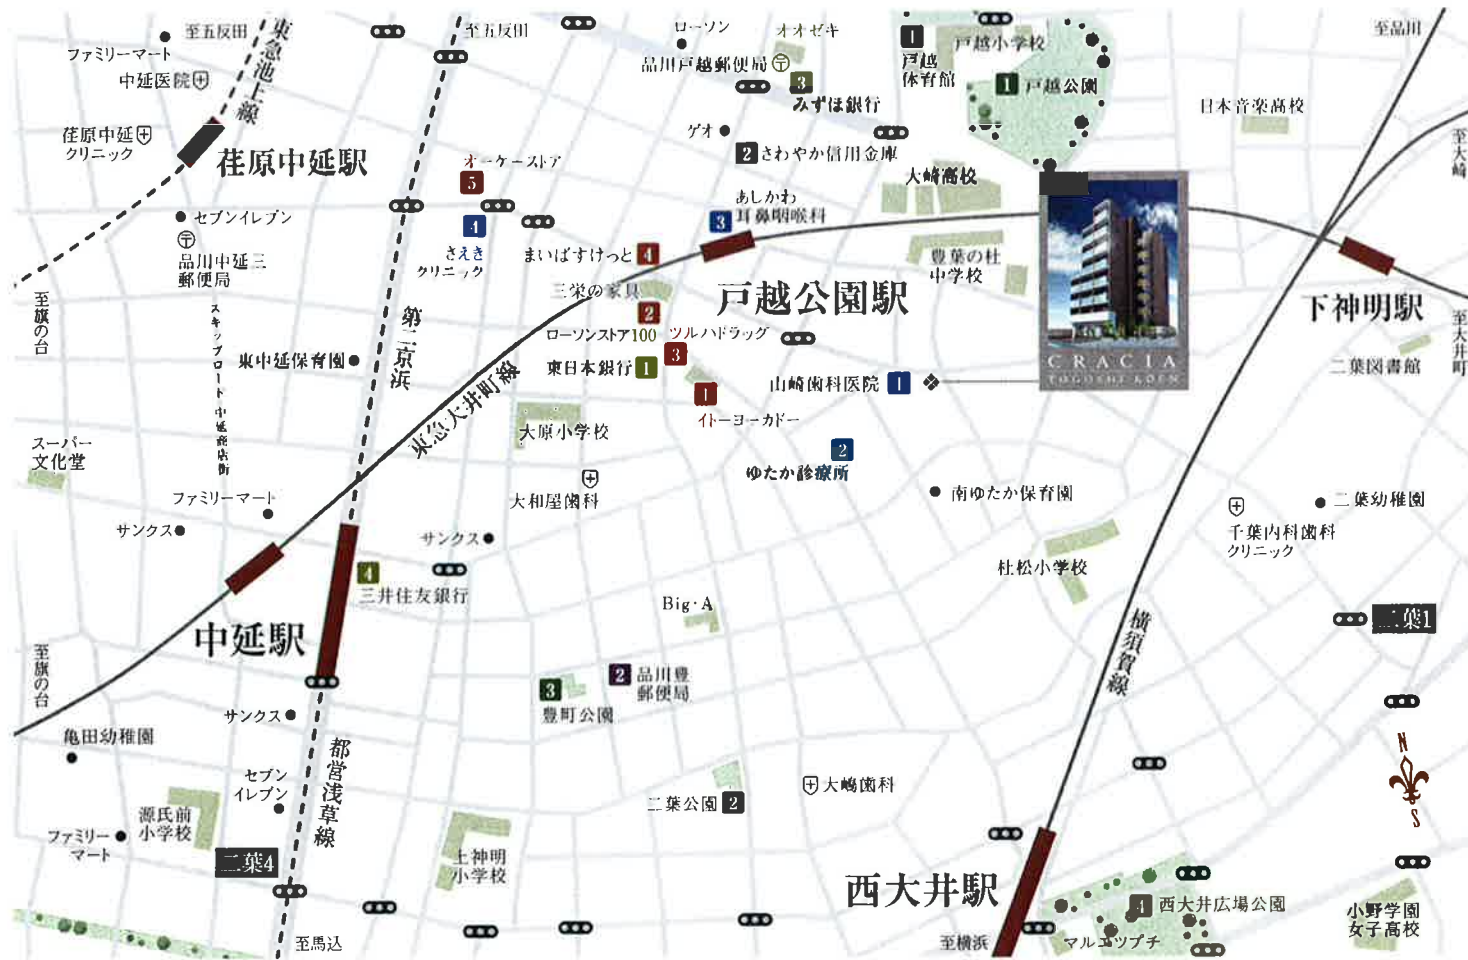 至五反田
東急池上線
ファミリーマート
中延医院
荏原中延
クリニック
荏原中延駅
セブンイレブン
品川中延三
郵便局
至旗の台
スキップロード 中延商店街
東中延保育園
スーパー
文化堂
ファミリーマート
サンクス
至五反田
オーケーストア
5
4
さえき
クリニック
第二京浜
ローソン
オオゼキ
品川戸越郵便局
3
みずほ銀行
ゲオ
2 さわやか信用金庫
あしかわ
耳鼻咽喉科
3
まいばすけっと 4
三栄の家具
2
ローソンストア100
ツルハドラッグ
3
東日本銀行 1
1
イトーヨーカドー
戸越公園駅
東急大井町線
大原小学校
大和屋歯科
サンクス
1
戸越
体育館
戸越小学校
1 戸越公園
大崎高校
豊葉の杜
中学校
日本音楽高校
至品川
至大崎
CRACIA
TOGOSHI KOEN
下神明駅
至大井町
二葉図書館
山崎歯科医院 1
2
ゆたか診療所
南ゆたか保育園
二葉幼稚園
千葉内科歯科
クリニック
杜松小学校
横須賀線
二葉1
4
三井住友銀行
中延駅
至旗の台
Big・A
2 品川豊
郵便局
3
豊町公園
サンクス
亀田幼稚園
セブン
イレブン
都営浅草線
源氏前
小学校
ファミリー
マート
二葉4
上神明
小学校
二葉公園 2
大嶋歯科
N
S
西大井駅
4 西大井広場公園
マルエツプチ
小野学園
女子高校
至馬込
至横浜